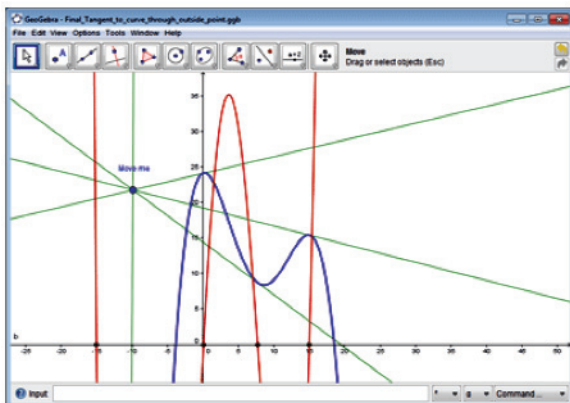 GeoGebra - Final_Tangent_to_curve_through_outside_point.ggb
File Edit View Options Tools Window Help
A
a=2
Move
Drag or select objects (Esc)
35
30
Move me
25
20
15
10
5
0
b
-25 -20 -15 -10 -5 0 5 10 15 20 25 30 35 40 45 50
Input:
Command...